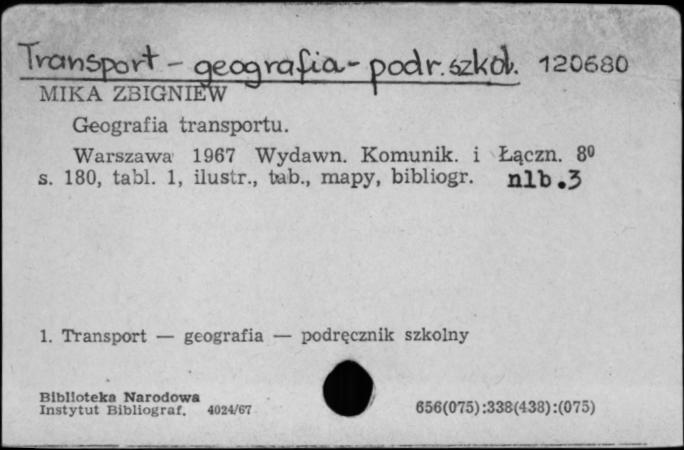 Transport - geografia - podr. szkol. 120680
MIKA ZBIGNIEW
Geografia transportu.
Warszawa 1967 Wydawn. Komunik. i Łączn. 8⁰
s. 180, tabl. 1, ilustr., tab., mapy, bibliogr. nlb.3
1. Transport — geografia — podręcznik szkolny
Biblioteka Narodowa
Instytut Bibliograf. 4024/67
656(075):338(438):(075)